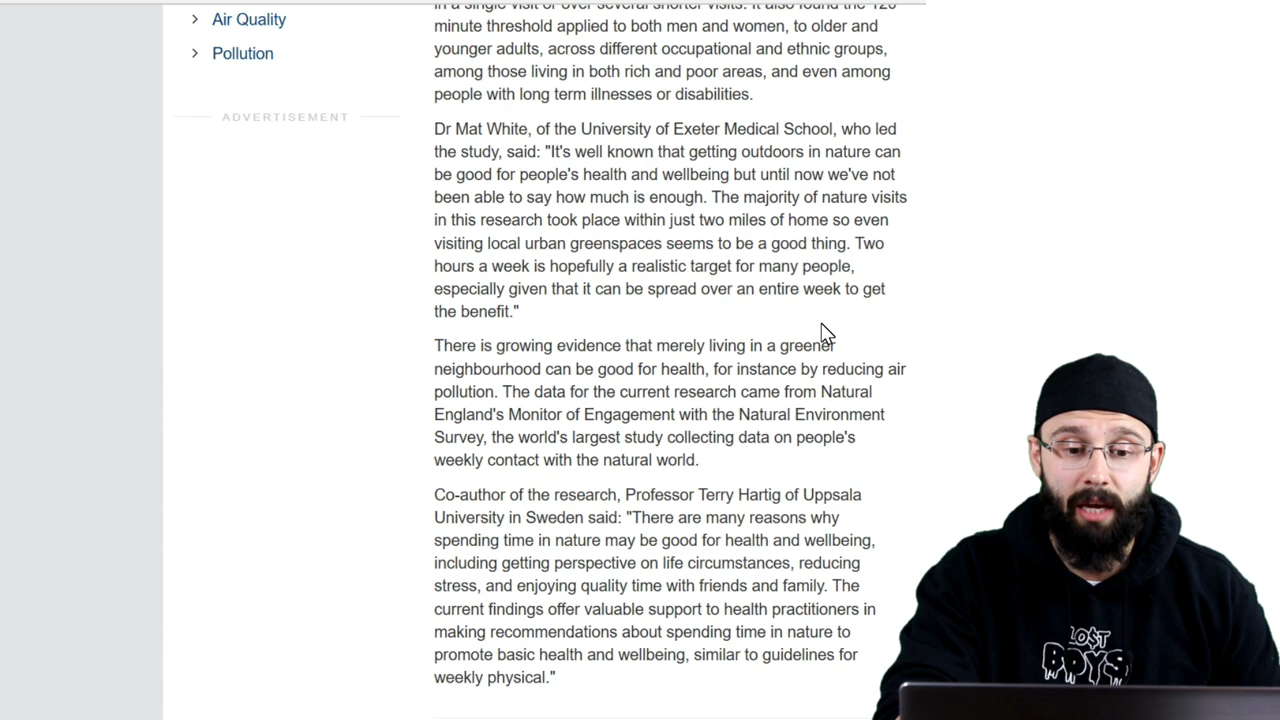 Air Quality
Pollution
ADVERTISEMENT
in a single visit or over several shorter visits. It also found the 120
minute threshold applied to both men and women, to older and
younger adults, across different occupational and ethnic groups,
among those living in both rich and poor areas, and even among
people with long term illnesses or disabilities.
Dr Mat White, of the University of Exeter Medical School, who led
the study, said: "It's well known that getting outdoors in nature can
be good for people's health and wellbeing but until now we've not
been able to say how much is enough. The majority of nature visits
in this research took place within just two miles of home so even
visiting local urban greenspaces seems to be a good thing. Two
hours a week is hopefully a realistic target for many people,
especially given that it can be spread over an entire week to get
the benefit."
There is growing evidence that merely living in a greener
neighbourhood can be good for health, for instance by reducing air
pollution. The data for the current research came from Natural
England's Monitor of Engagement with the Natural Environment
Survey, the world's largest study collecting data on people's
weekly contact with the natural world.
Co-author of the research, Professor Terry Hartig of Uppsala
University in Sweden said: "There are many reasons why
spending time in nature may be good for health and wellbeing,
including getting perspective on life circumstances, reducing
stress, and enjoying quality time with friends and family. The
current findings offer valuable support to health practitioners in
making recommendations about spending time in nature to
promote basic health and wellbeing, similar to guidelines for
weekly physical."
LO$T
BOYS